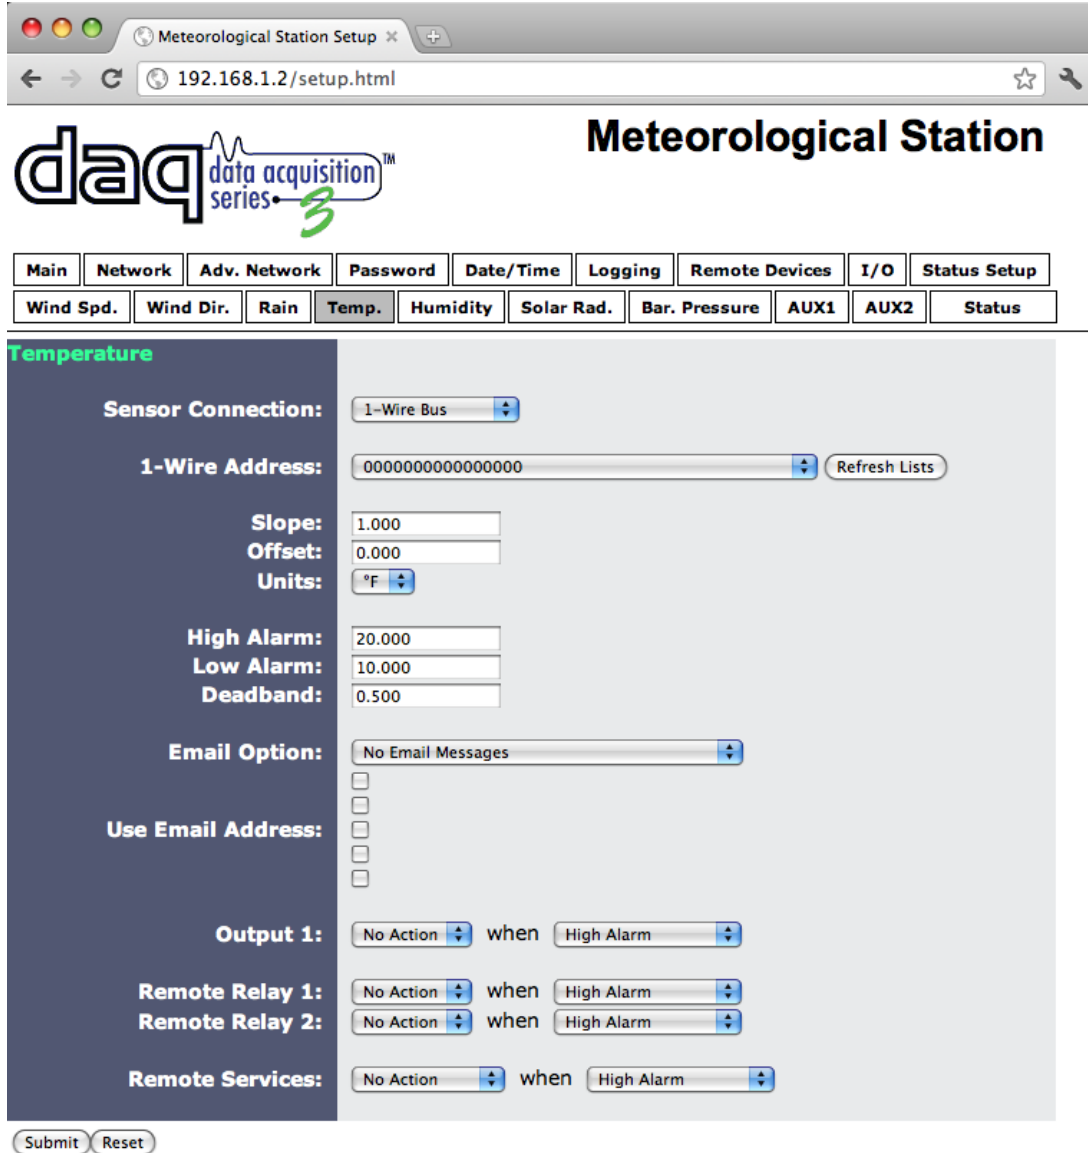 Meteorological Station Setup
192.168.1.2/setup.html
daq data acquisition series 3 TM
Meteorological Station
Main Network Adv. Network Password Date/Time Logging Remote Devices I/O Status Setup
Wind Spd. Wind Dir. Rain Temp. Humidity Solar Rad. Bar. Pressure AUX1 AUX2 Status
Temperature
Sensor Connection: 1-Wire Bus
1-Wire Address: 0000000000000000 Refresh Lists
Slope: 1.000
Offset: 0.000
Units: °F
High Alarm: 20.000
Low Alarm: 10.000
Deadband: 0.500
Email Option: No Email Messages
Use Email Address:
Output 1: No Action when High Alarm
Remote Relay 1: No Action when High Alarm
Remote Relay 2: No Action when High Alarm
Remote Services: No Action when High Alarm
Submit Reset